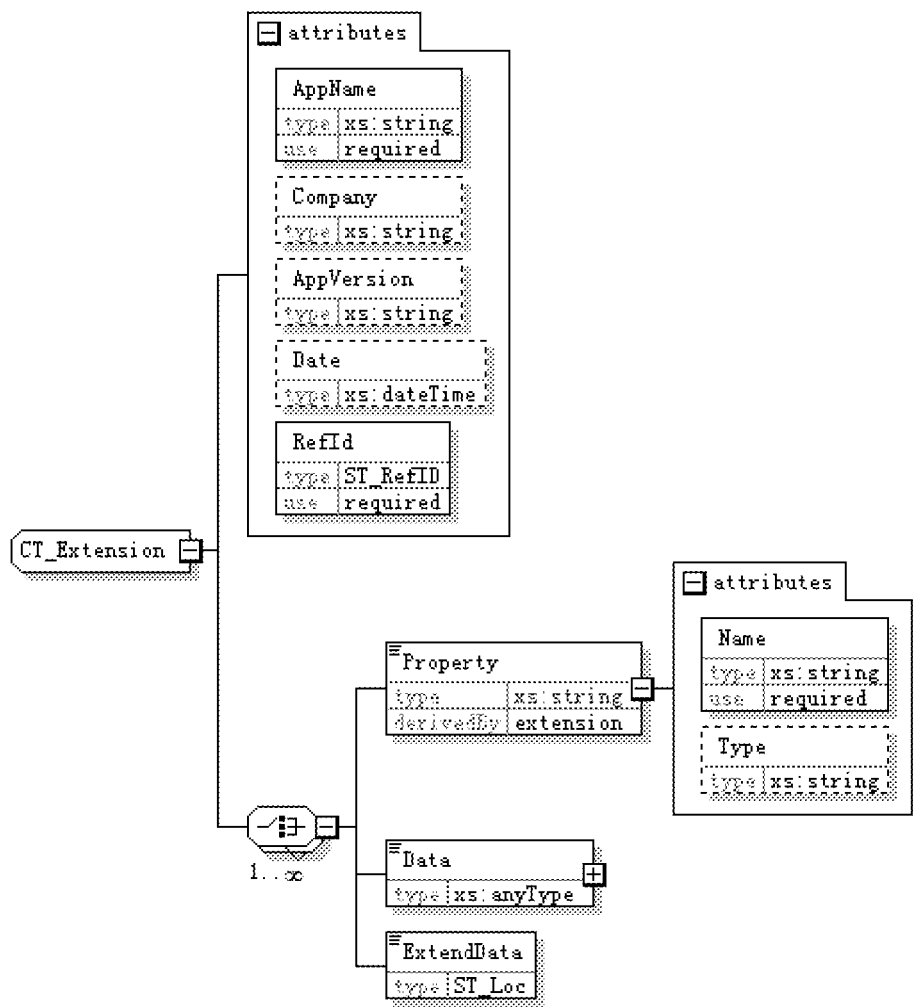 attributes
AppName
type xs:string
use required
Company
type xs:string
AppVersion
type xs:string
Date
type xs:dateTime
RefId
type ST_RefID
use required
CT_Extension
attributes
Name
type xs:string
use required
Type
type xs:string
Property
type xs:string
derivedBy extension
1..∞
Data
type xs:anyType
ExtendData
type ST_Loc